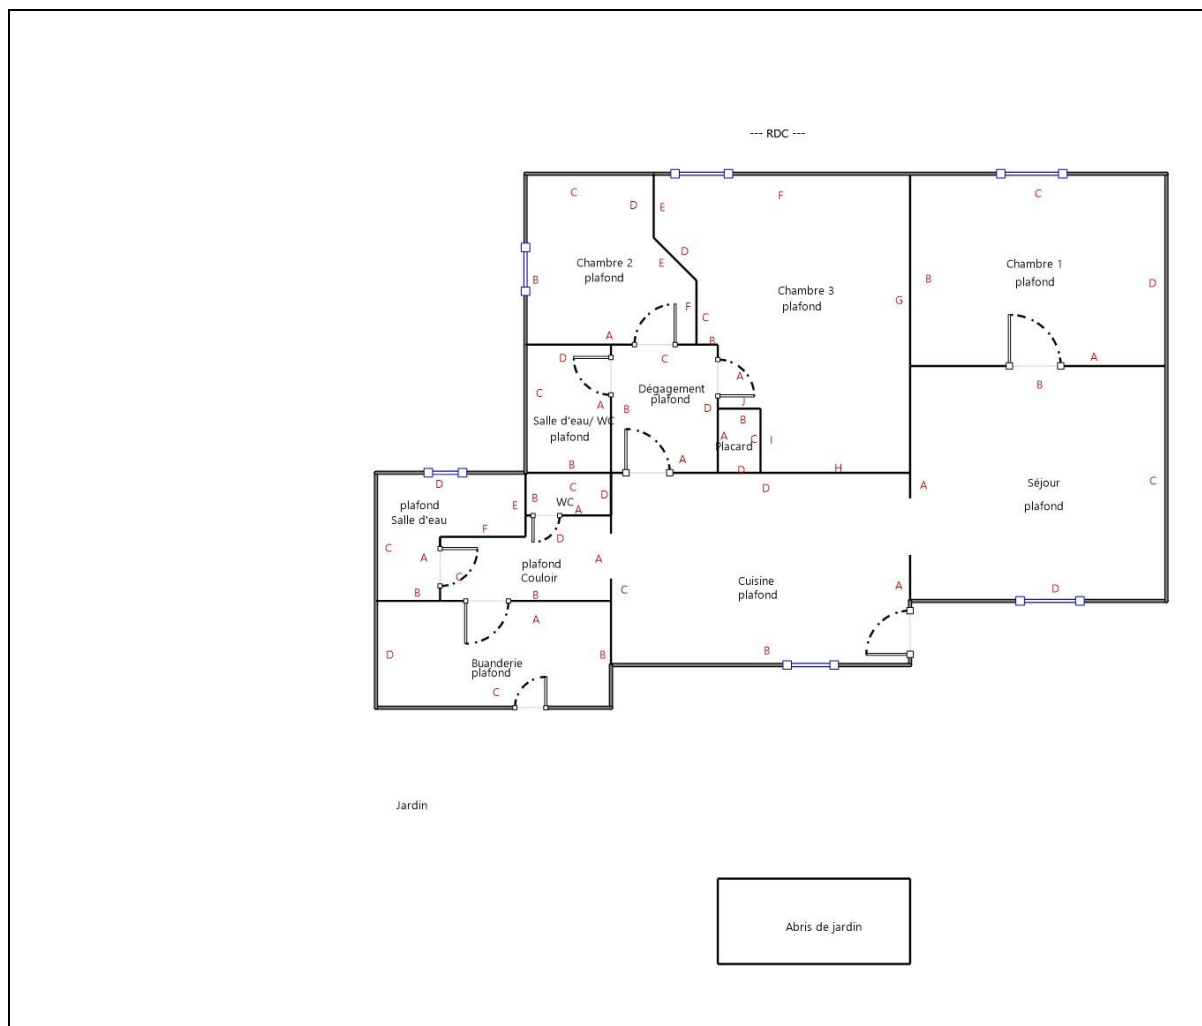 --- RDC ---
C
D
E
F
C
Chambre 2
plafond
B
E
D
F
A
Chambre 3
plafond
G
C
B
Chambre 1
plafond
B
D
A
D
C
A
Salle d'eau/ WC
plafond
B
C
Dégagement
plafond
B
D
A
A
J
B
A
C
I
Placard
D
H
D
B
A
Séjour
plafond
C
D
D
plafond
Salle d'eau
E
F
C
A
B
C
B
WC
D
A
D
plafond
Couloir
A
C
B
C
Cuisine
plafond
A
B
A
D
Buanderie
plafond
B
C
Jardin
Abris de jardin